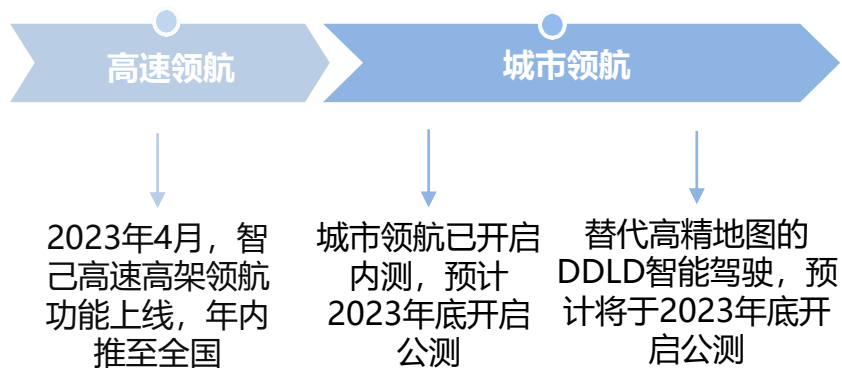 高速领航
城市领航
2023年4月，智
己高速高架领航
功能上线，年内
推至全国
城市领航已开启
内测，预计
2023年底开启
公测
替代高精地图的
DDLD智能驾驶，预
计将于2023年底开
启公测